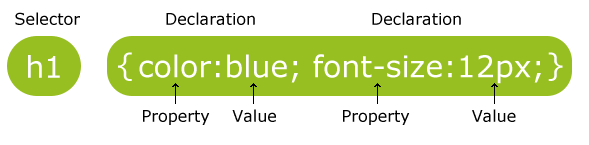 Selector Declaration Declaration
h1 {color:blue; font-size:12px;}
Property Value Property Value